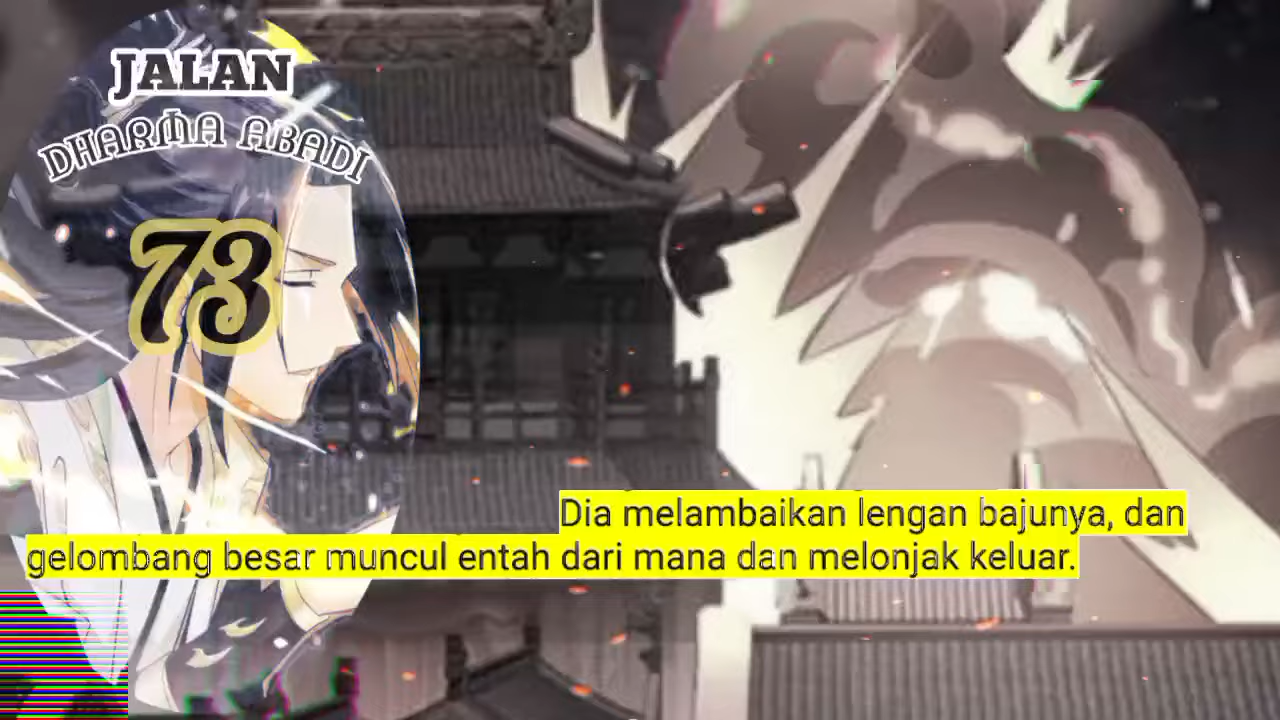 JALAN
DHARMA ABADI
73
Dia melambaikan lengan bajunya, dan
gelombang besar muncul entah dari mana dan melonjak keluar.